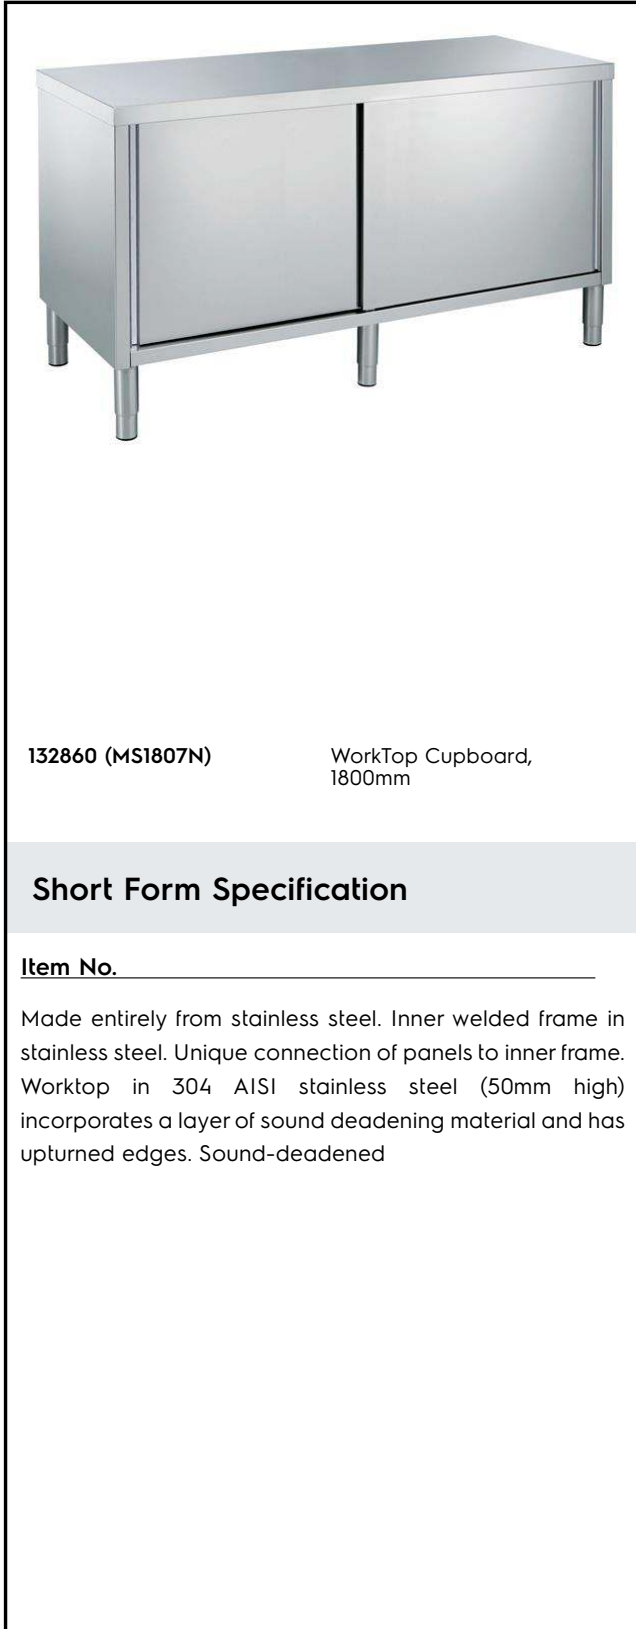 132860 (MS1807N)
WorkTop Cupboard,
1800mm
Short Form Specification
Item No.
Made entirely from stainless steel. Inner welded frame in
stainless steel. Unique connection of panels to inner frame.
Worktop in 304 AISI stainless steel (50mm high)
incorporates a layer of sound deadening material and has
upturned edges. Sound-deadened